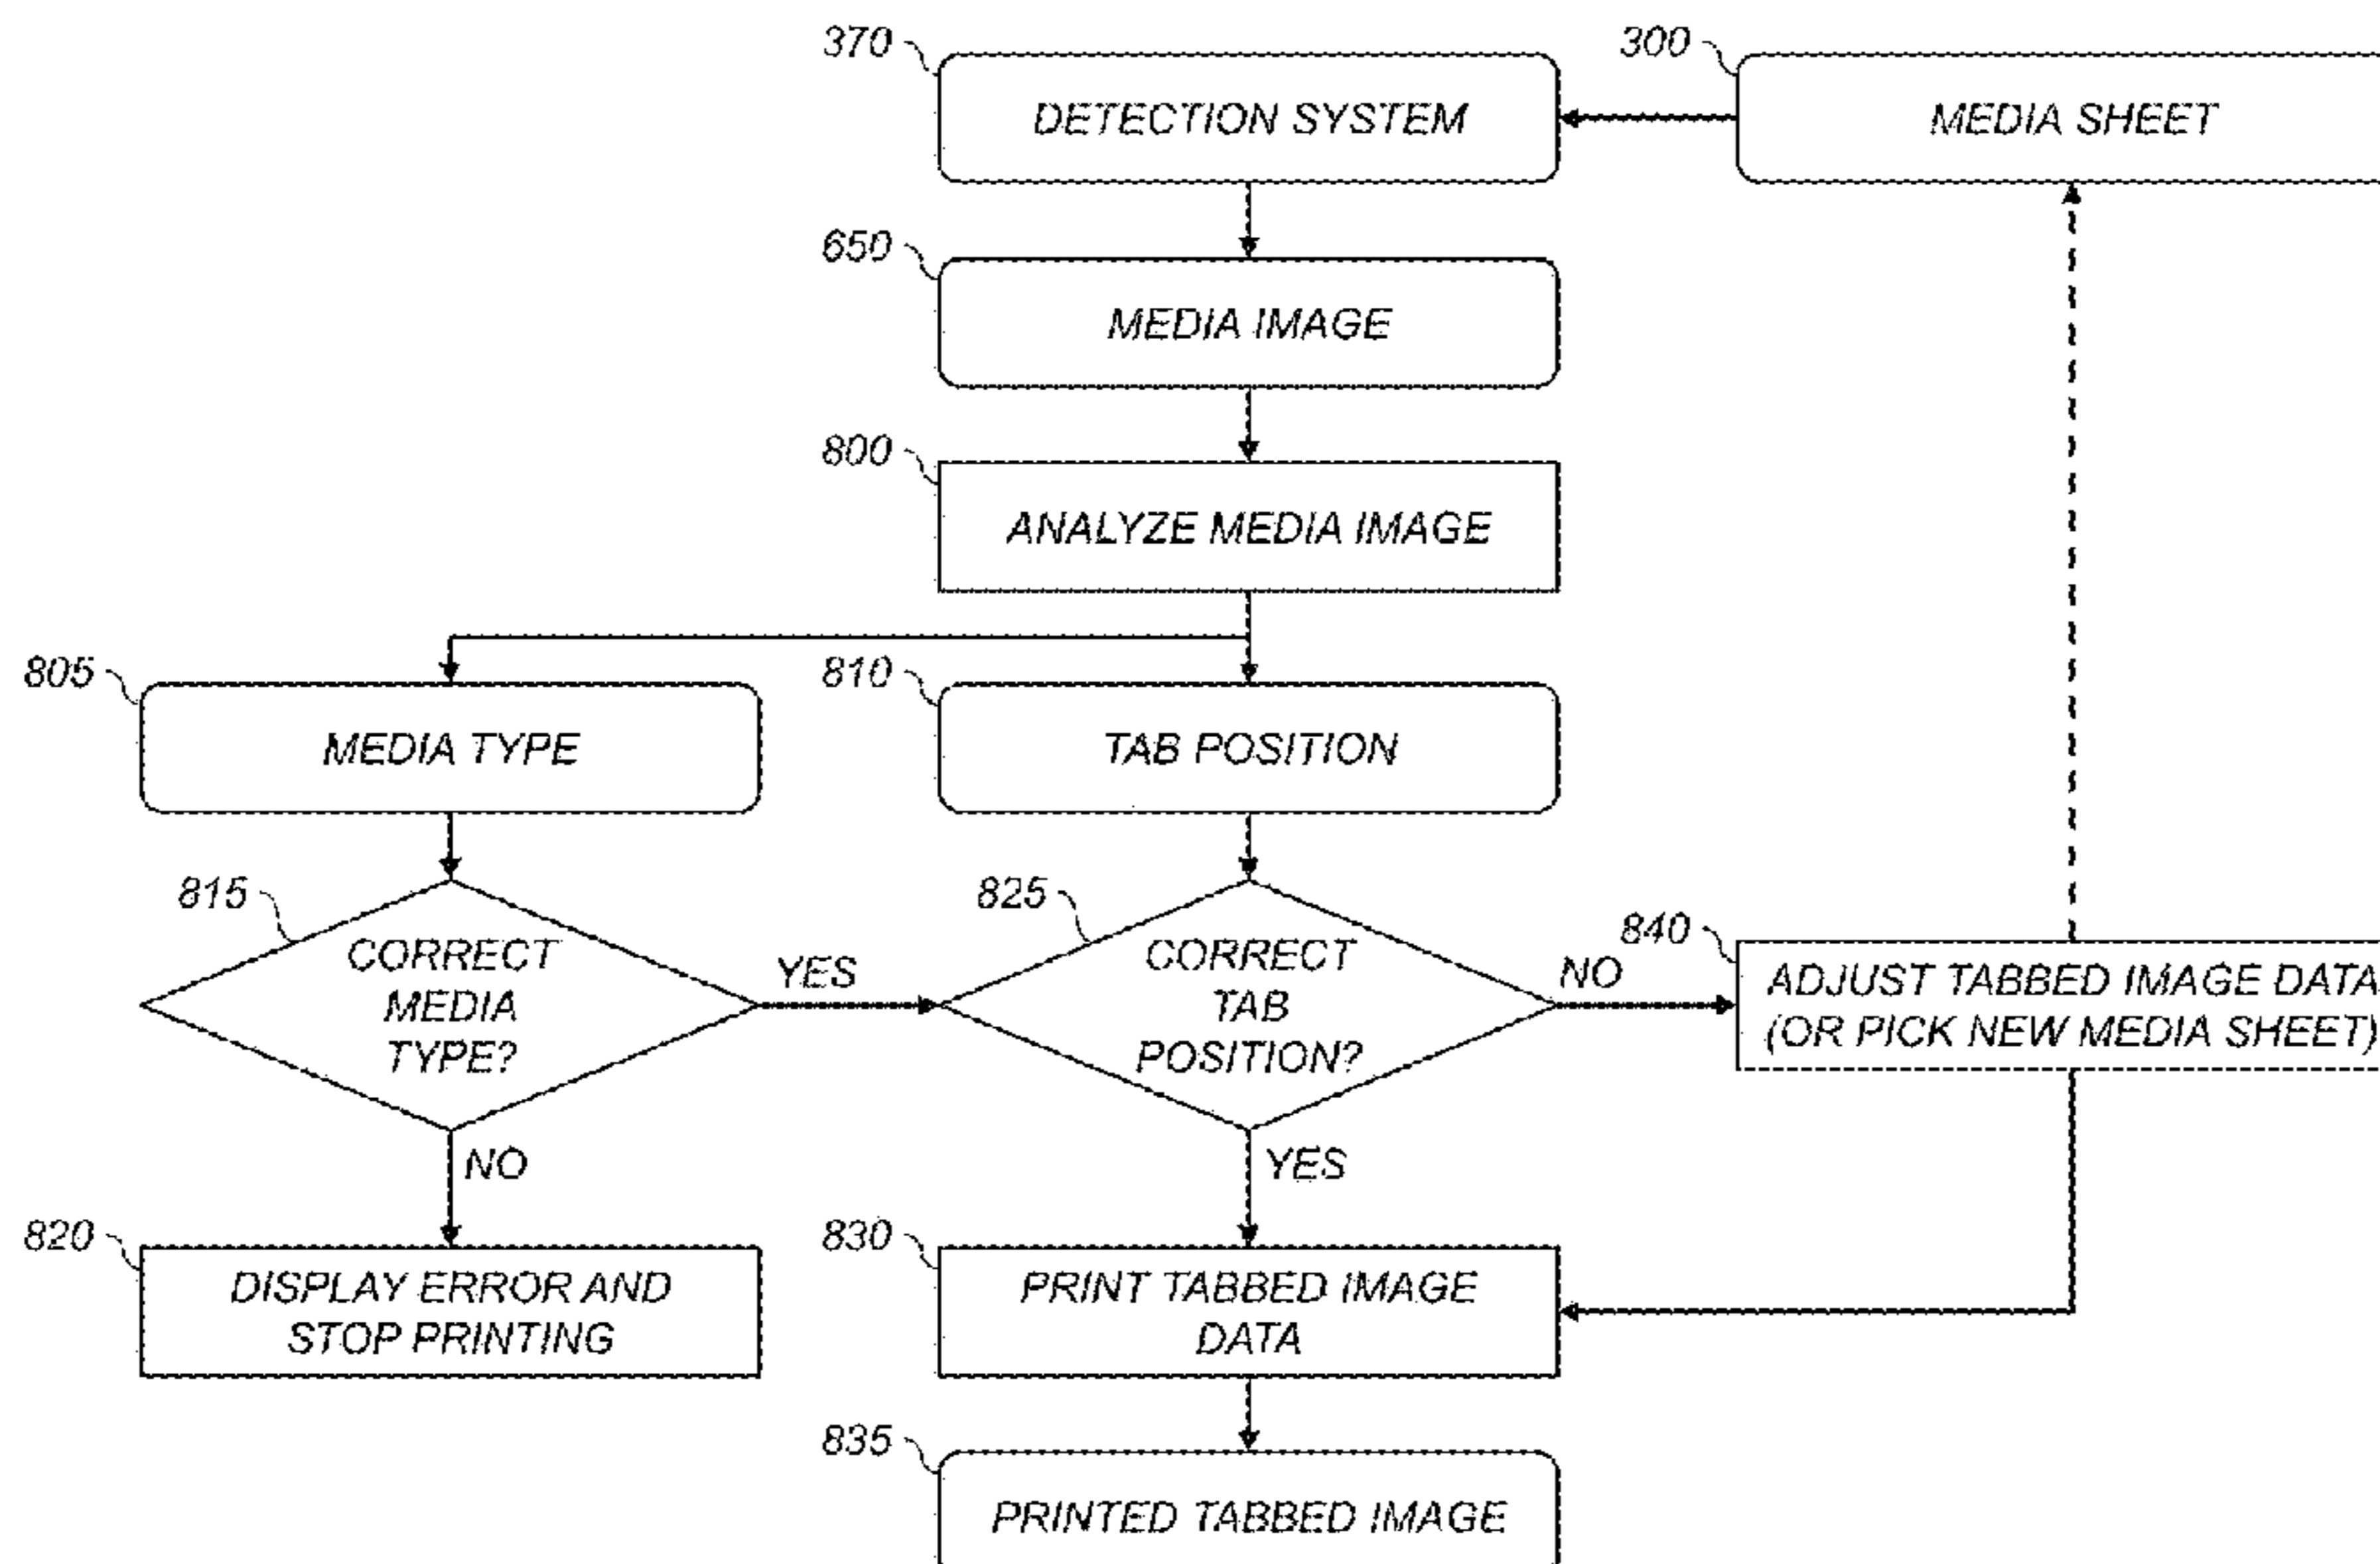 370
DETECTION SYSTEM
300
MEDIA SHEET
650
MEDIA IMAGE
800
ANALYZE MEDIA IMAGE
805
MEDIA TYPE
810
TAB POSITION
815
CORRECT
MEDIA
TYPE?
YES
NO
825
CORRECT
TAB
POSITION?
NO
YES
840
ADJUST TABBED IMAGE DATA
(OR PICK NEW MEDIA SHEET)
820
DISPLAY ERROR AND
STOP PRINTING
830
PRINT TABBED IMAGE
DATA
835
PRINTED TABBED IMAGE